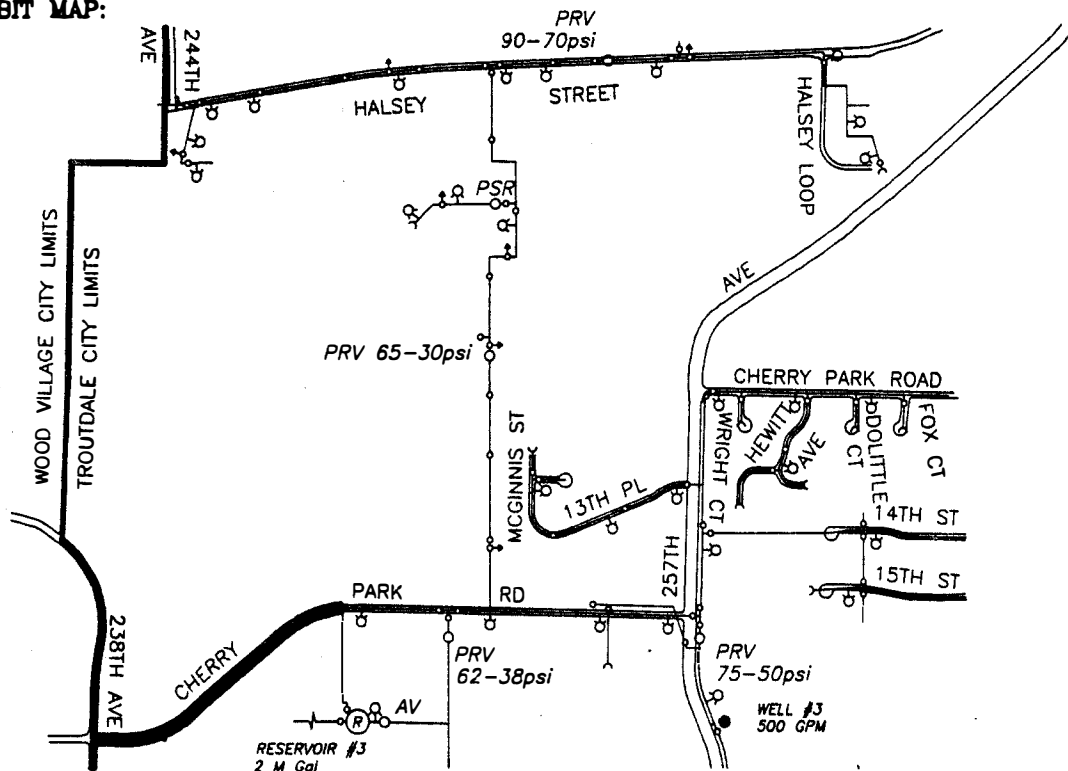 BIT MAP:
AVE
244TH
PRV
90-70psi
HALSEY
STREET
HALSEY LOOP
PSR
WOOD VILLAGE CITY LIMITS
TROUTDALE CITY LIMITS
AVE
PRV 65-30psi
CHERRY PARK ROAD
WRIGHT CT
HEWITT
AVE
CT
DOLITTLE
FOX CT
MCGINNIS ST
13TH PL
14TH ST
257TH
15TH ST
PARK
RD
238TH AVE
CHERRY
PRV
62-38psi
PRV
75-50psi
AV
R
WELL #3
500 GPM
RESERVOIR #3
2 M Gal